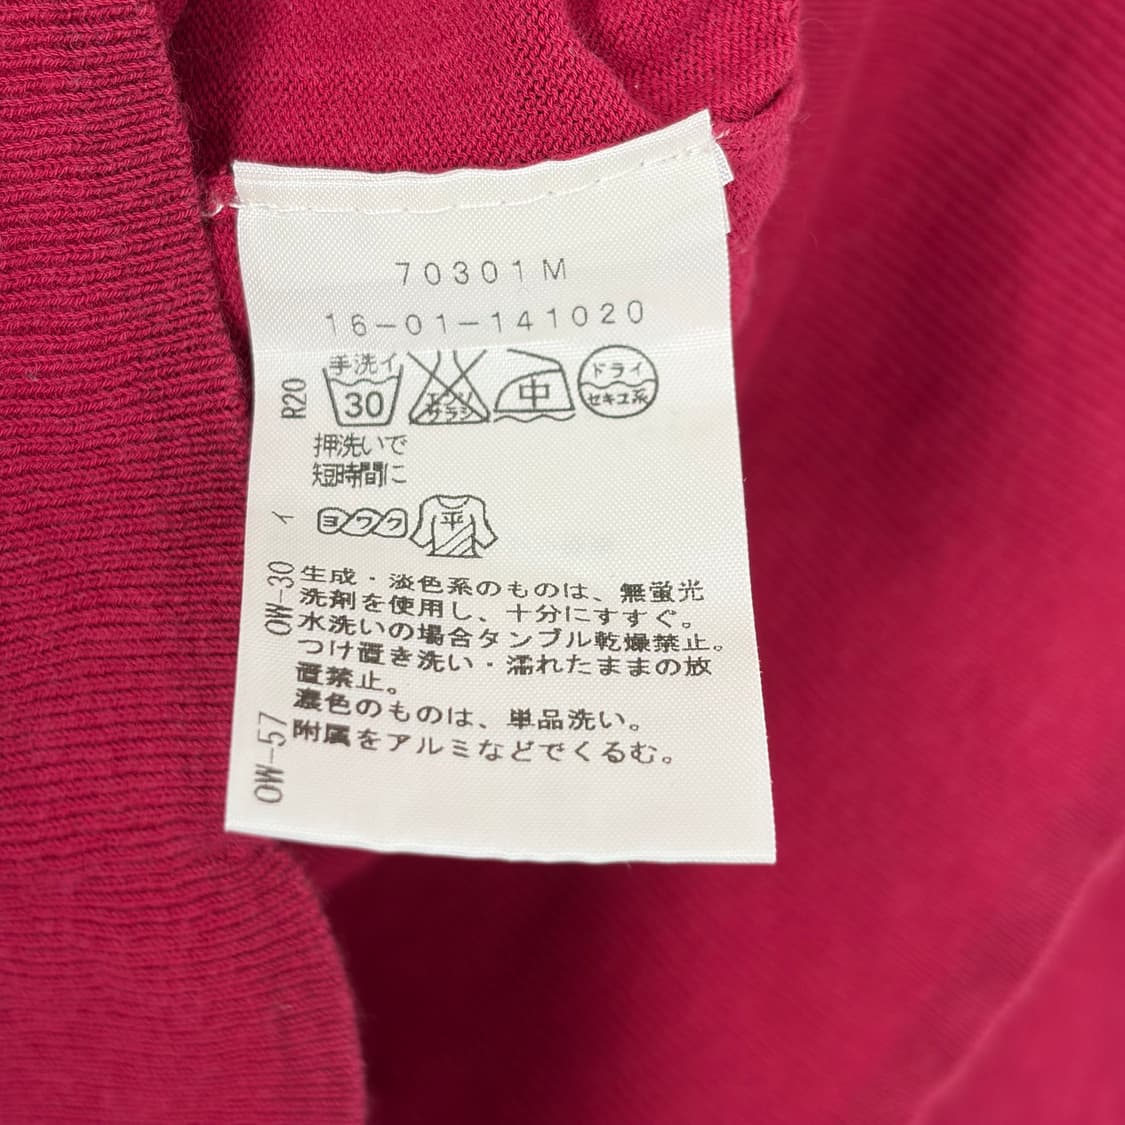 70301M
16-01-141020
手洗イ
30
エンソ
サラシ
中
ドライ
セキユ系
押洗いで
短時間に
ヨワク
平
生成・淡色系のものは、無蛍光
洗剤を使用し、十分にすすぐ。
水洗いの場合タンブル乾燥禁止。
つけ置き洗い・濡れたままの放
置禁止。
濃色のものは、単品洗い。
附属をアルミなどでくるむ。
R20
イ
OW-30
OW-57